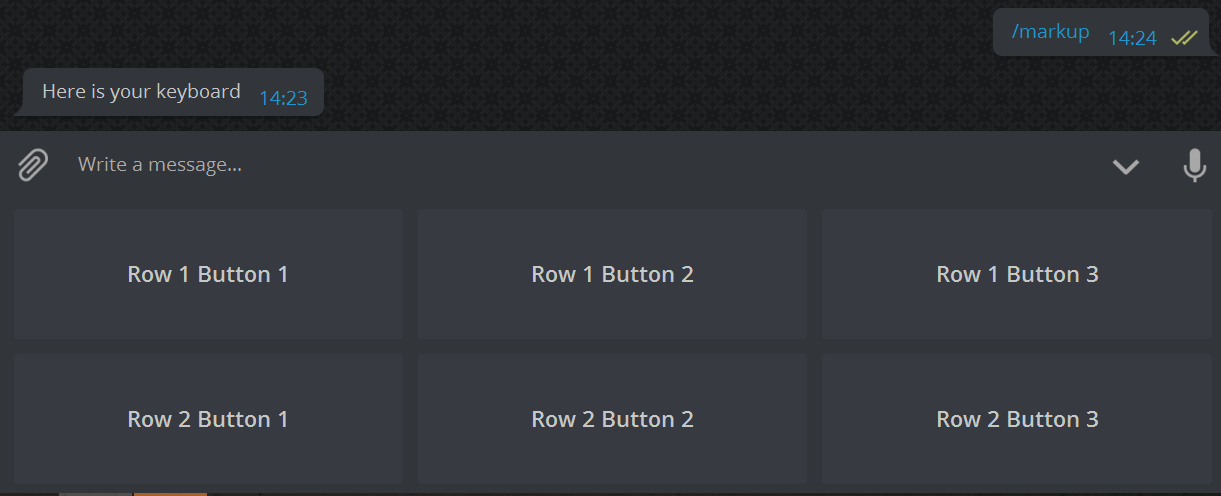 /markup 14:24
Here is your keyboard 14:23
Write a message...
Row 1 Button 1 Row 1 Button 2 Row 1 Button 3
Row 2 Button 1 Row 2 Button 2 Row 2 Button 3